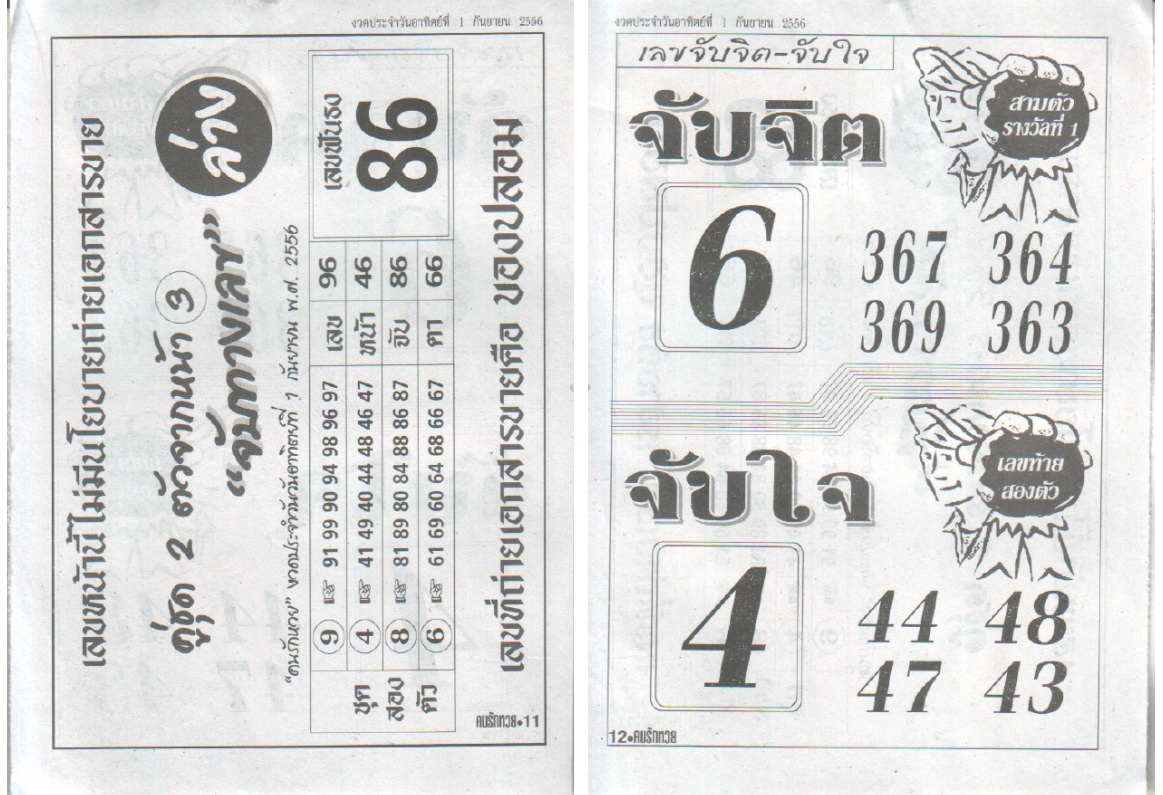 งวดประจำวันอาทิตย์ที่ 1 กันยายน 2556
เลขหน้านี้ไม่มีนโยบายถ่ายเอกสารขาย
คู่ชุด 2 ตัวจากหน้า 3 ล่าง
“จับทางเลข”
“คนรักหวย” งวดประจำวันอาทิตย์ที่ 1 กันยายน พ.ศ. 2556
ชุด สอง ตัว
9 ☞ 91 99 90 94 98 96 97 เลข 96
4 ☞ 41 49 40 44 48 46 47 หน้า 46
8 ☞ 81 89 80 84 88 86 87 จับ 86
6 ☞ 61 69 60 64 68 66 67 ตา 66
เลขฟันธง
86
เลขที่ถ่ายเอกสารขายคือ ของปลอม
คนรักหวย•11
งวดประจำวันอาทิตย์ที่ 1 กันยายน 2556
เลขจับจิต-จับใจ
จับจิต
สามตัว
รางวัลที่ 1
6
367 364
369 363
จับใจ
เลขท้าย
สองตัว
4
44 48
47 43
12•คนรักหวย